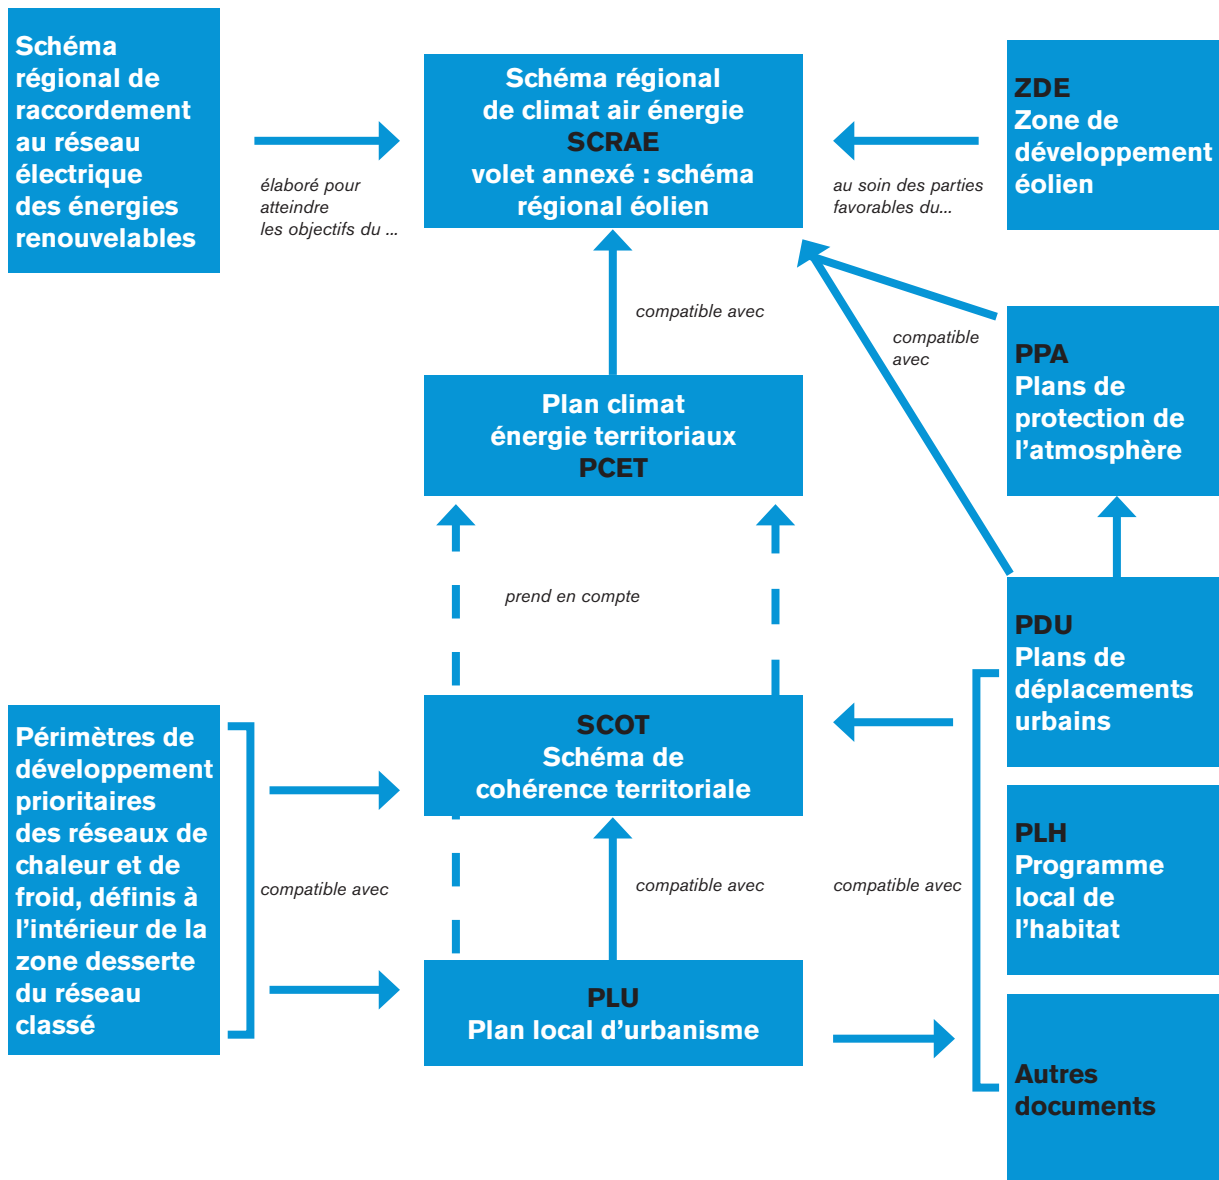 Schéma
régional de
raccordement
au réseau
électrique
des énergies
renouvelables
élaboré pour
atteindre
les objectifs du ...
Schéma régional
de climat air énergie
SCRAE
volet annexé : schéma
régional éolien
au soin des parties
favorables du...
ZDE
Zone de
développement
éolien
compatible avec
compatible
avec
PPA
Plans de
protection de
l’atmosphère
Plan climat
énergie territoriaux
PCET
prend en compte
PDU
Plans de
déplacements
urbains
Périmètres de
développement
prioritaires
des réseaux de
chaleur et de
froid, définis à
l’intérieur de la
zone desserte
du réseau
classé
compatible avec
SCOT
Schéma de
cohérence territoriale
compatible avec
compatible avec
PLH
Programme
local de
l’habitat
PLU
Plan local d’urbanisme
Autres
documents